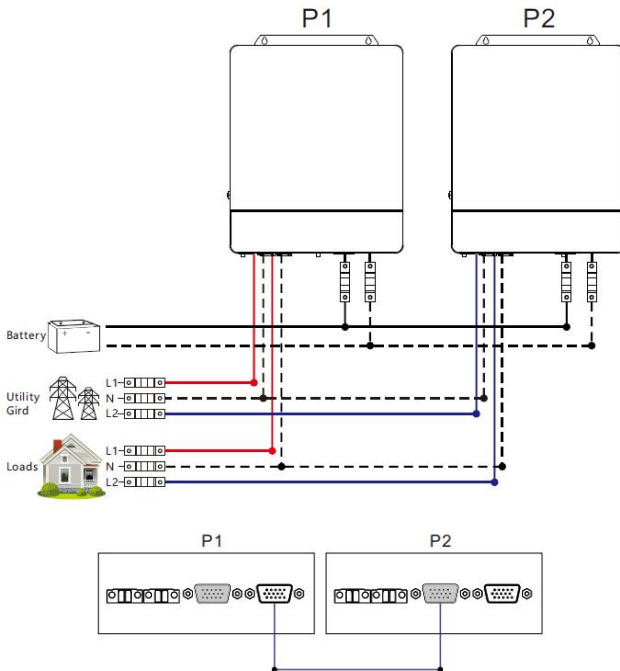 P1 P2
Battery
+ -
L1
Utility
Gird
N
L2
L1
Loads
N
L2
P1 P2